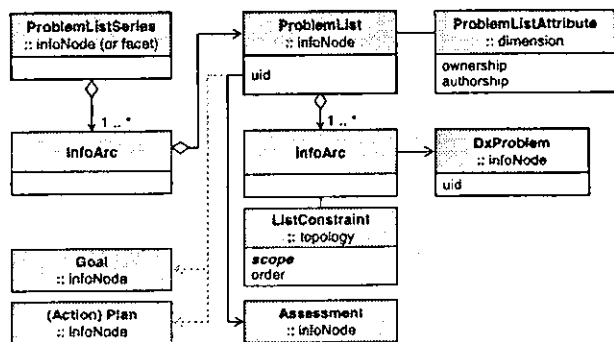 ProblemListSeries
:: infoNode (or facet)
1 .. *
infoArc
ProblemList
:: infoNode
uid
1 .. *
infoArc
ProblemListAttribute
:: dimension
ownership
authorship
DxProblem
:: infoNode
uid
ListConstraint
:: topology
scope
order
Goal
:: infoNode
(Action) Plan
:: infoNode
Assessment
:: infoNode